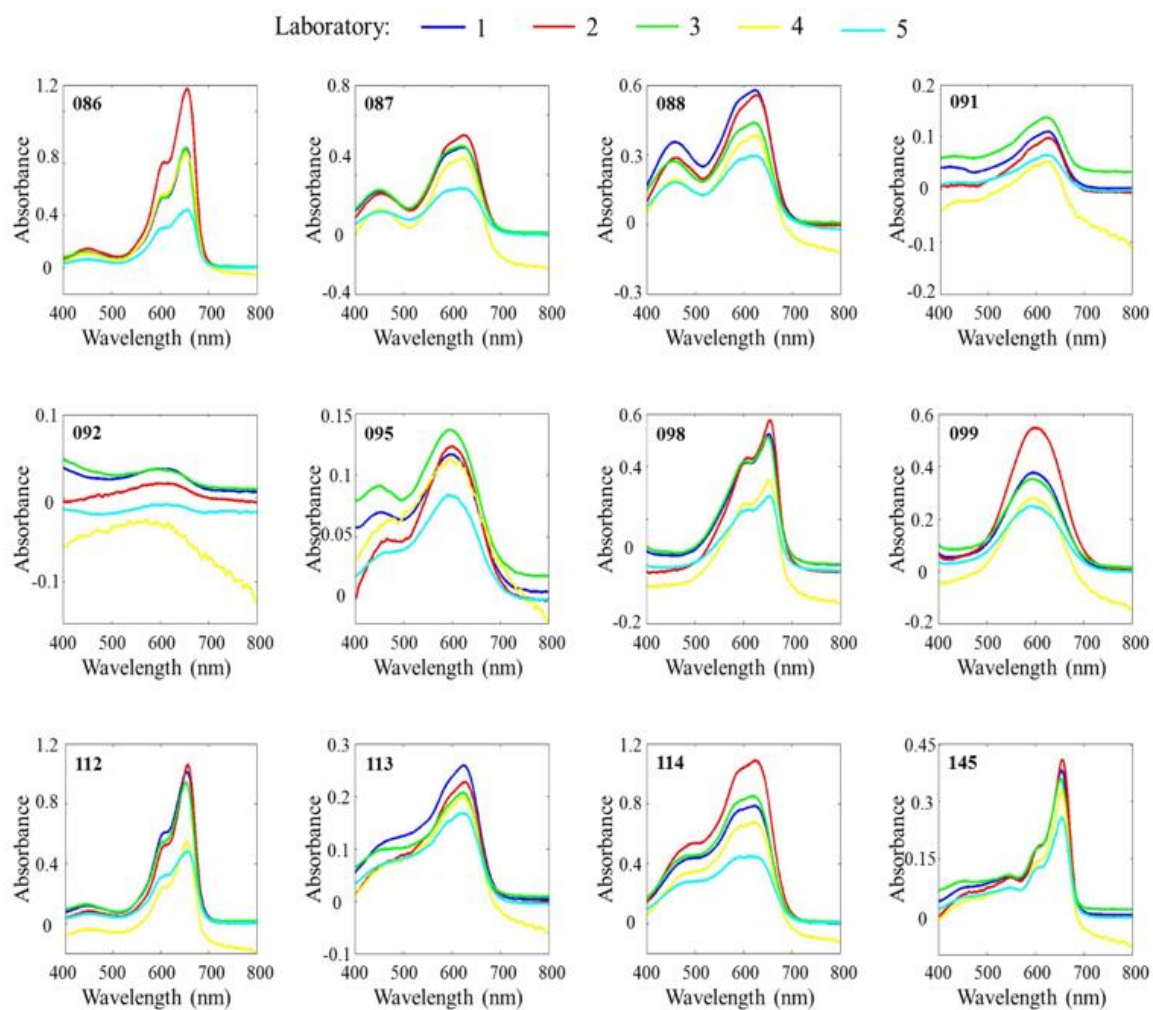 Laboratory: 1 2 3 4 5
1.2 0.8 0.6 0.2
086 087 088 091
Absorbance Absorbance Absorbance Absorbance
0.8 0.4 0.3 0.1
0.4 0 0 0
0 -0.1
-0.4 -0.3 -0.2
400 500 600 700 800 400 500 600 700 800 400 500 600 700 800 400 500 600 700 800
Wavelength (nm) Wavelength (nm) Wavelength (nm) Wavelength (nm)
0.1 0.15 0.6 0.6
092 095 098 099
Absorbance Absorbance Absorbance Absorbance
0 0.1 0.4 0.4
0.05 0.2
-0.1 0 0 0
-0.2 -0.2
400 500 600 700 800 400 500 600 700 800 400 500 600 700 800 400 500 600 700 800
Wavelength (nm) Wavelength (nm) Wavelength (nm) Wavelength (nm)
1.2 0.3 1.2 0.45
112 113 114 145
Absorbance Absorbance Absorbance Absorbance
0.8 0.2 0.8 0.3
0.4 0.1 0.4 0.15
0 0 0 0
-0.1
400 500 600 700 800 400 500 600 700 800 400 500 600 700 800 400 500 600 700 800
Wavelength (nm) Wavelength (nm) Wavelength (nm) Wavelength (nm)